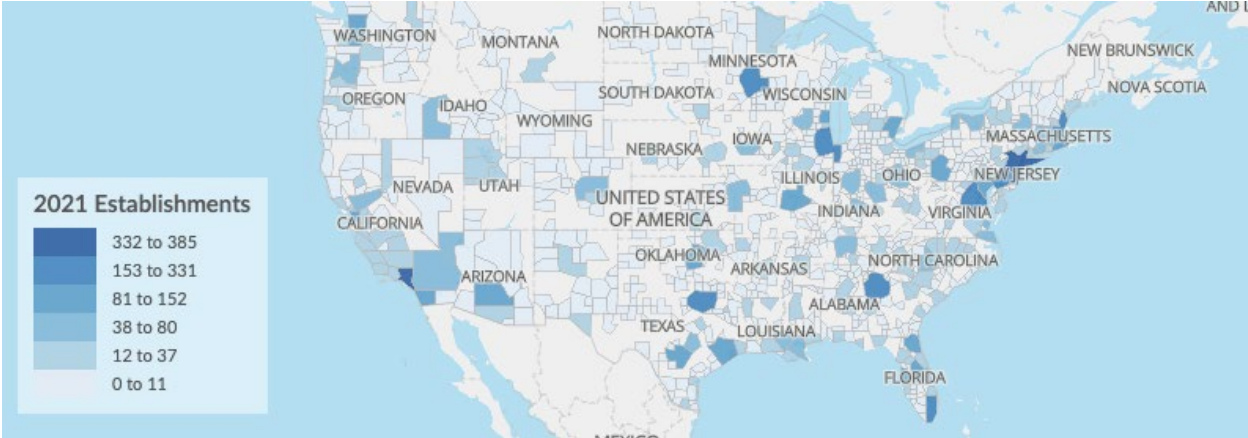 AND L
WASHINGTON
MONTANA
NORTH DAKOTA
NEW BRUNSWICK
MINNESOTA
NOVA SCOTIA
OREGON
IDAHO
SOUTH DAKOTA
WISCONSIN
WYOMING
MASSACHUSETTS
NEBRASKA
IOWA
NEVADA
UTAH
ILLINOIS
OHIO
NEW JERSEY
UNITED STATES
OF AMERICA
INDIANA
VIRGINIA
CALIFORNIA
OKLAHOMA
NORTH CAROLINA
ARIZONA
ARKANSAS
ALABAMA
TEXAS
LOUISIANA
FLORIDA
MEXICO
2021 Establishments
332 to 385
153 to 331
81 to 152
38 to 80
12 to 37
0 to 11